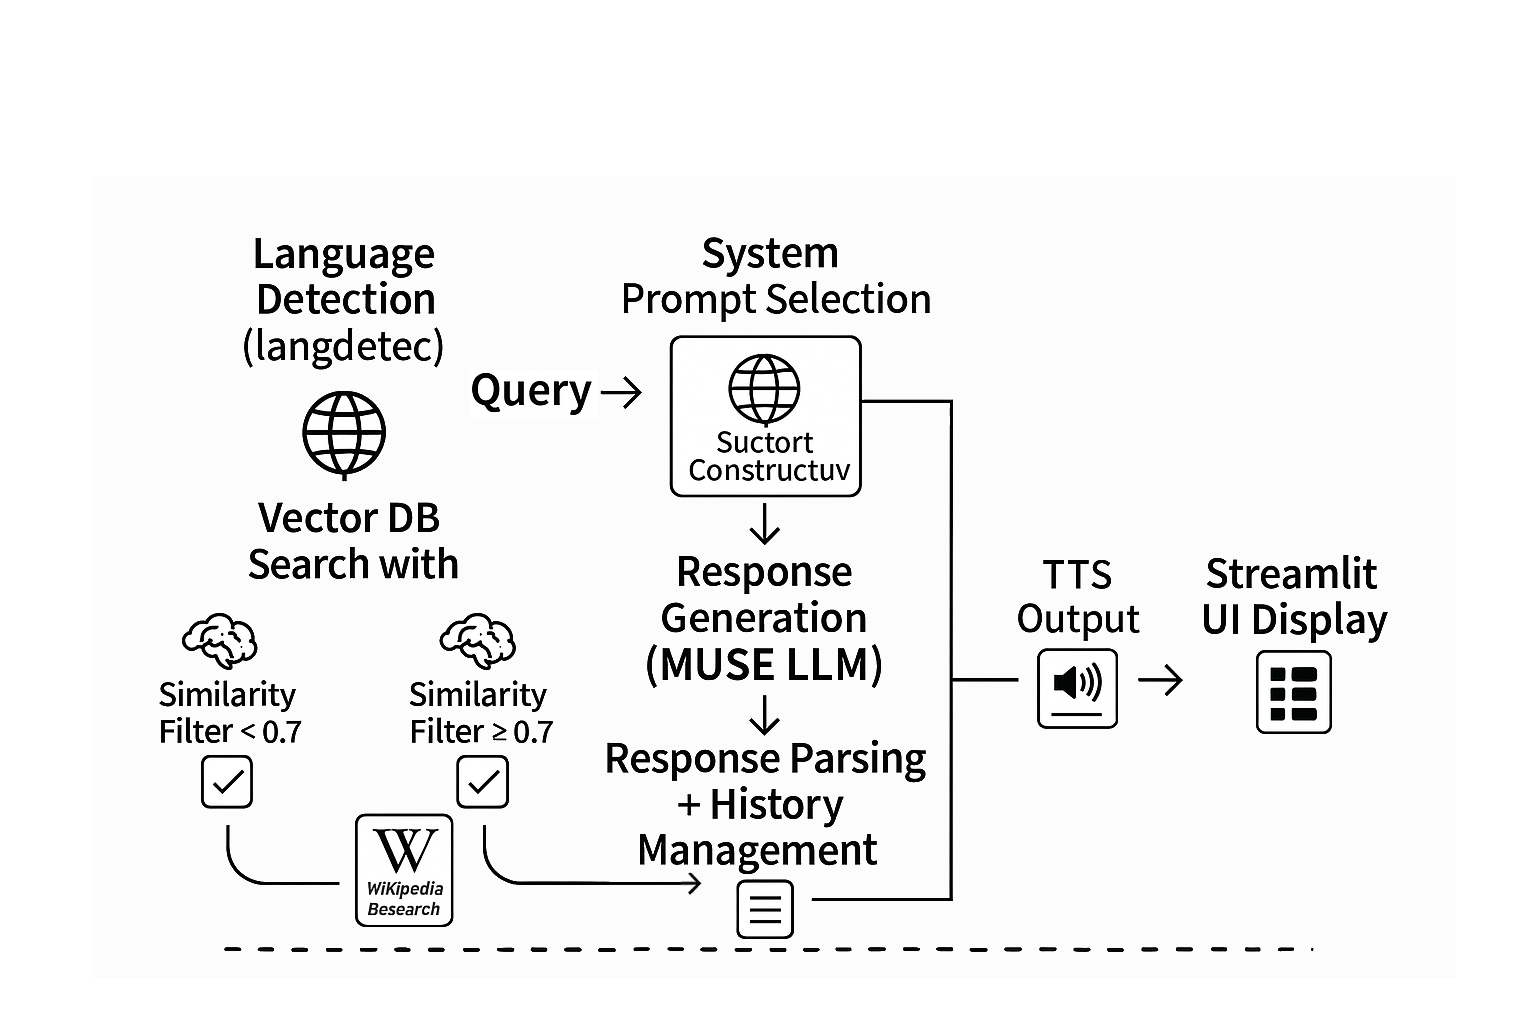 Language
Detection
(langdetec)
Vector DB
Search with
Similarity
Filter < 0.7
Similarity
Filter ≥ 0.7
W
WiKipedia
Besearch
Query
System
Prompt Selection
Suctort
Constructuv
Response
Generation
(MUSE LLM)
Response Parsing
+ History
Management
TTS
Output
Streamlit
UI Display